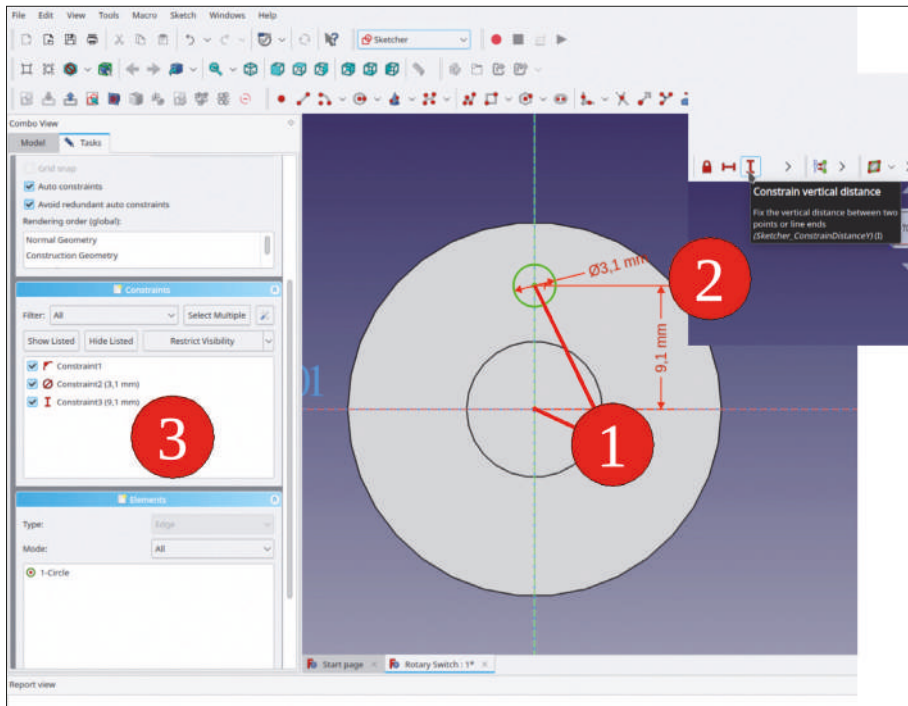 File Edit View Tools Macro Sketch Windows Help
Sketcher
Combo View
Model Tasks
Grid snap
Auto constraints
Avoid redundant auto constraints
Rendering order (global):
Normal Geometry
Construction Geometry
Constraints
Filter: All Select Multiple
Show Listed Hide Listed Restrict Visibility
Constraint1
Constraint2 (3,1 mm)
Constraint3 (9,1 mm)
3
Elements
Type: Edge
Mode: All
1-Circle
Constrain vertical distance
Fix the vertical distance between two
points or line ends
(Sketcher_ConstrainDistanceY) (I)
Ø3,1 mm
2
9,1 mm
1
Start page Rotary Switch : 1*
Report view